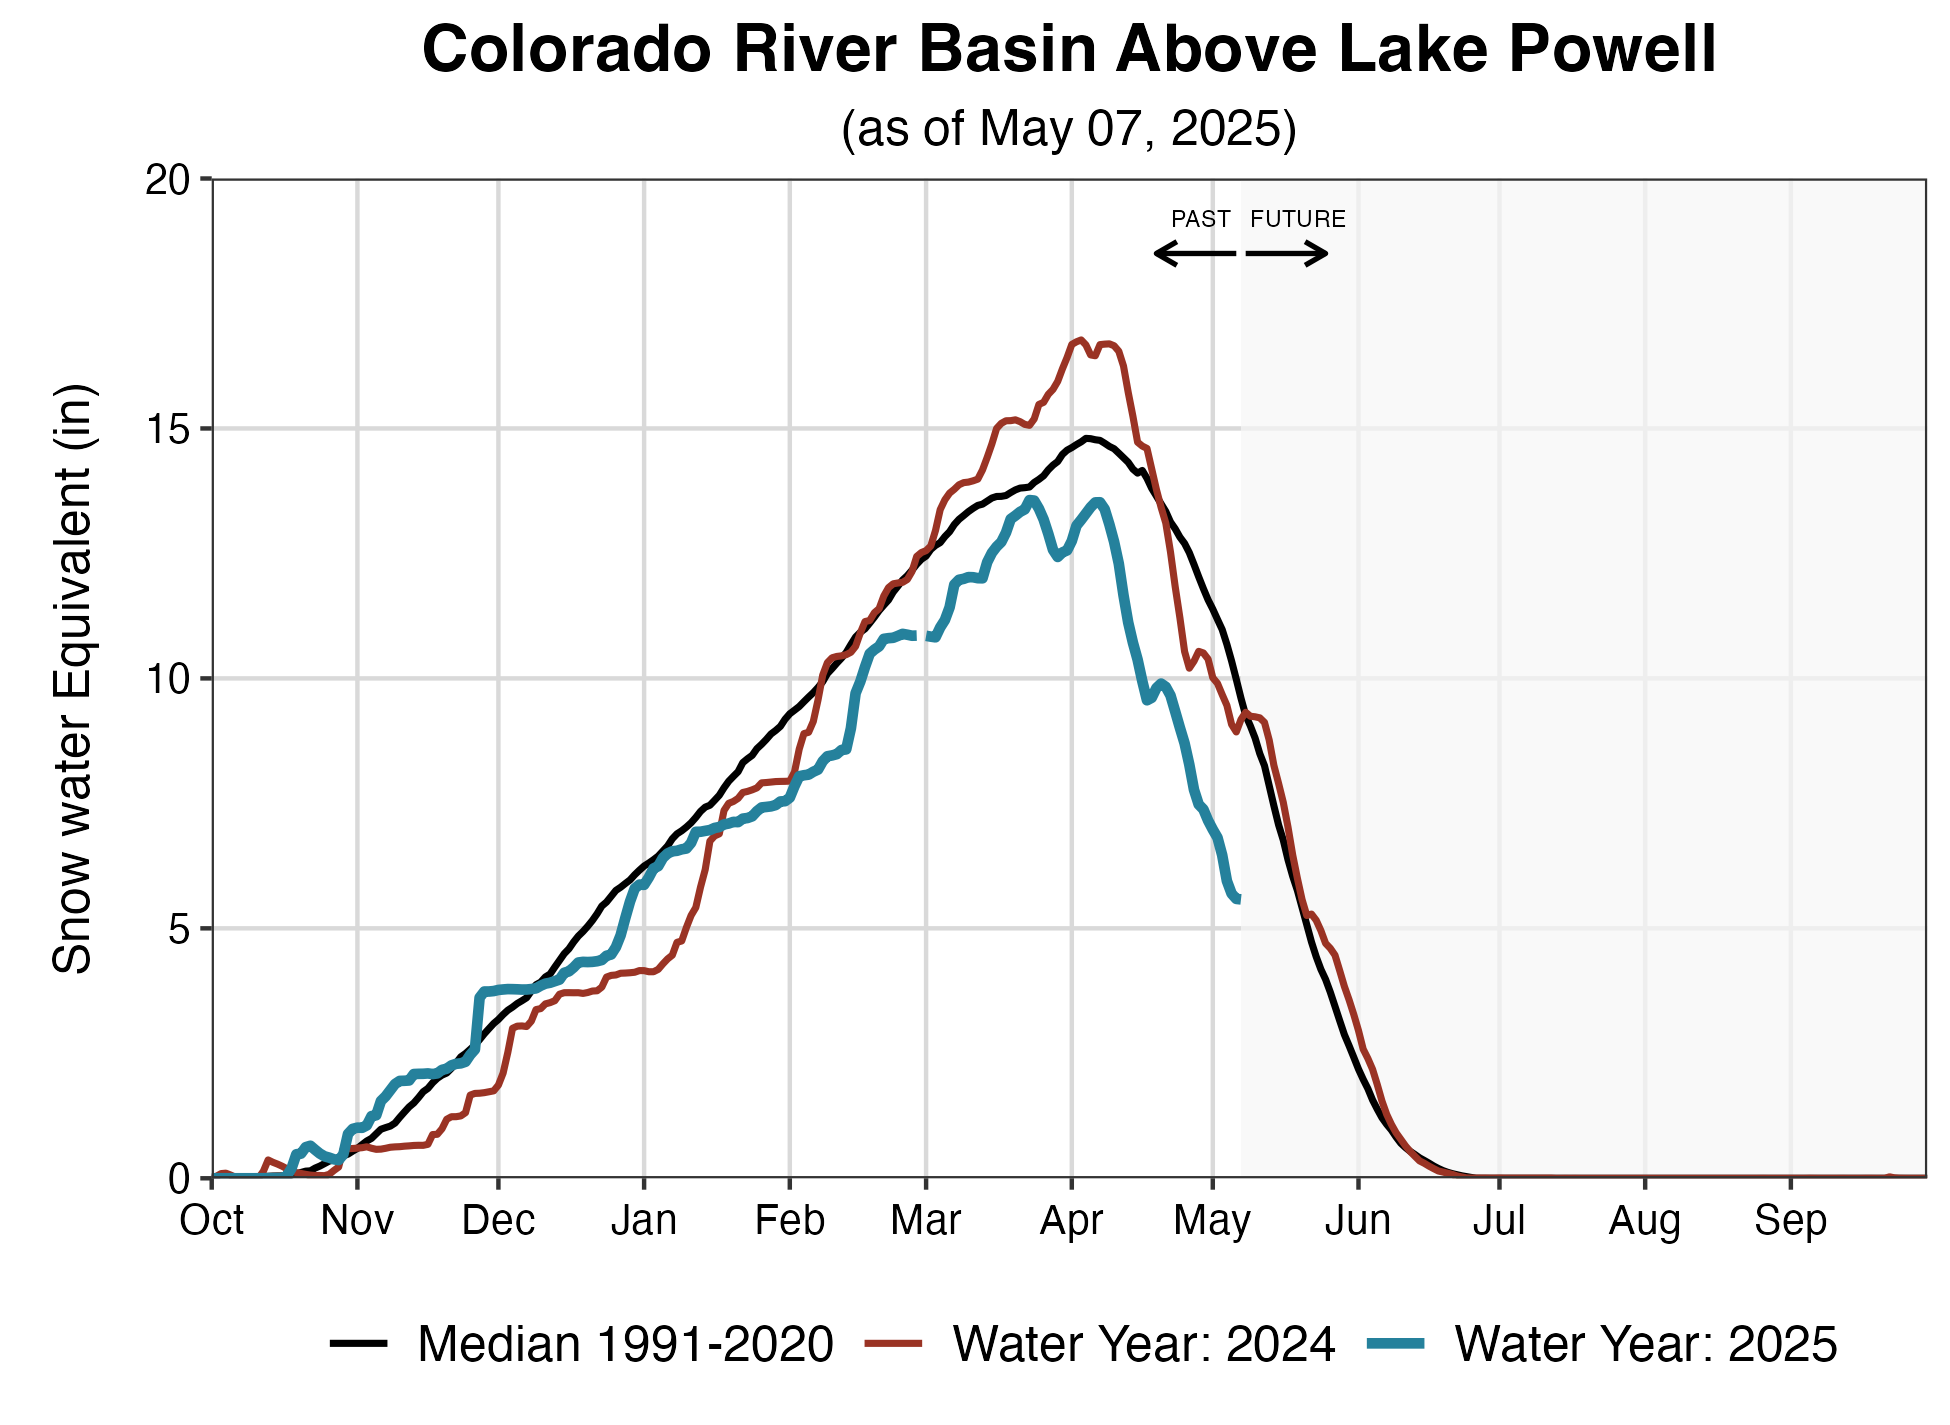 Colorado River Basin Above Lake Powell
(as of May 07, 2025)
20
PAST FUTURE
15
10
5
0
Snow water Equivalent (in)
Oct Nov Dec Jan Feb Mar Apr May Jun Jul Aug Sep
Median 1991-2020 Water Year: 2024 Water Year: 2025